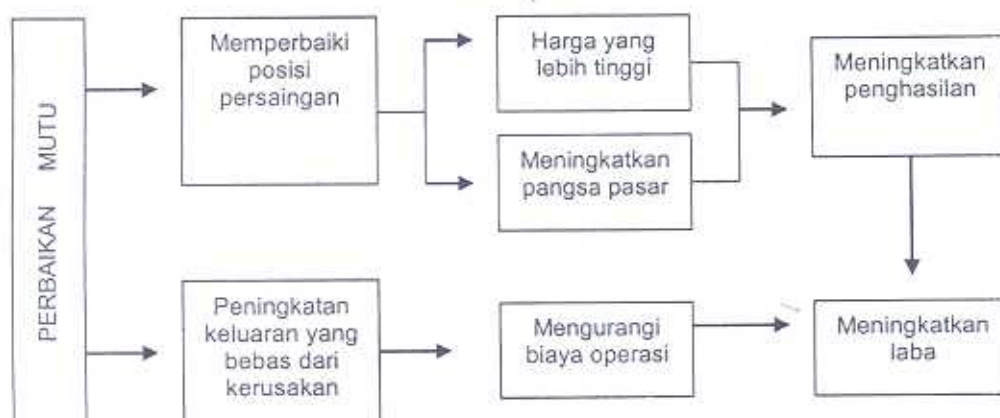 PERBAIKAN MUTU
Memperbaiki
posisi
persaingan
Harga yang
lebih tinggi
Meningkatkan
pangsa pasar
Meningkatkan
penghasilan
Peningkatan
keluaran yang
bebas dari
kerusakan
Mengurangi
biaya operasi
Meningkatkan
laba